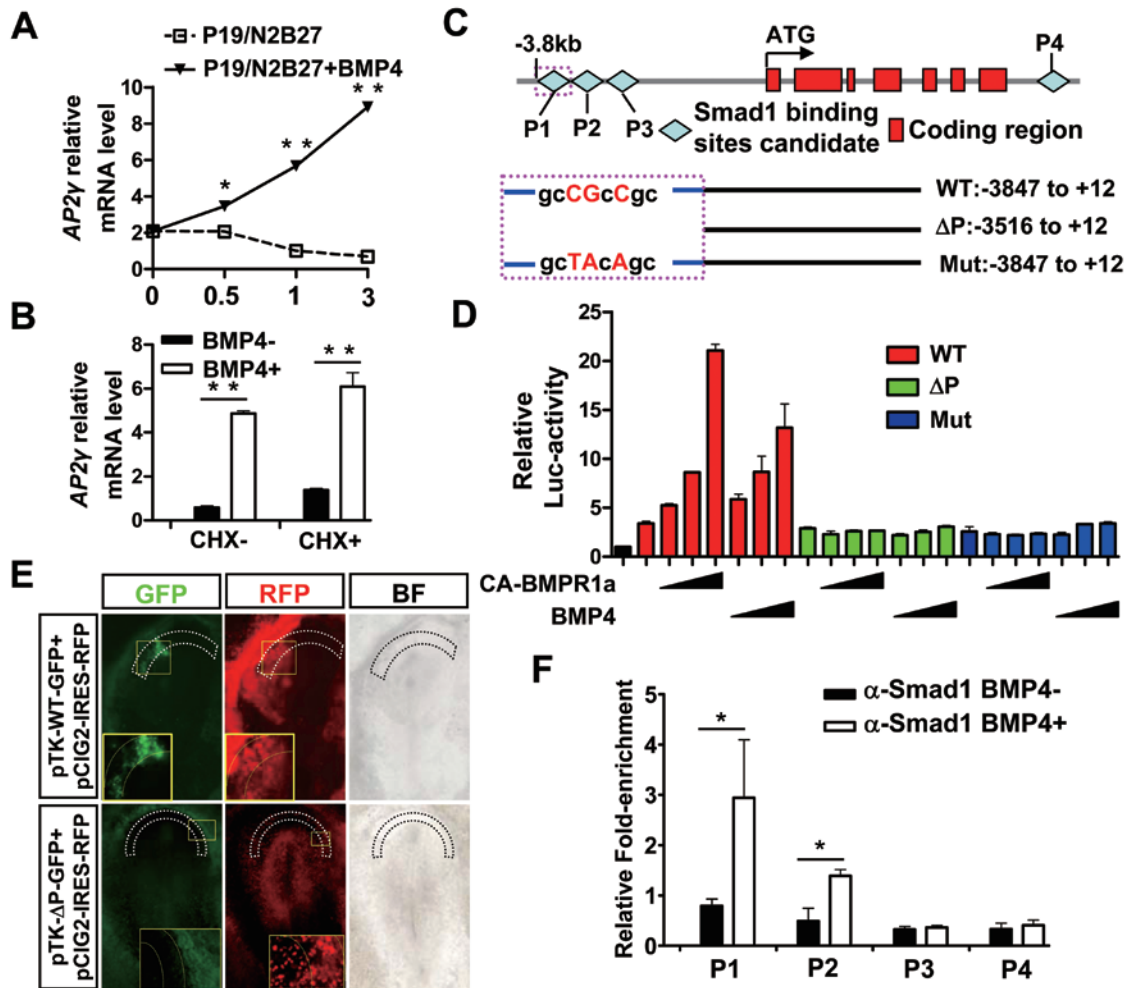 A
P19/N2B27
P19/N2B27+BMP4
AP2γ relative
mRNA level
10
8
6
4
2
0
* *
* *
*
0 0.5 1 3
B
BMP4-
BMP4+
AP2γ relative
mRNA level
8
6
4
2
0
* *
* *
CHX- CHX+
C
-3.8kb
ATG
P4
P1 P2 P3
Smad1 binding
sites candidate
Coding region
gcCGcCgc
WT:-3847 to +12
ΔP:-3516 to +12
gcTAcAgc
Mut:-3847 to +12
D
Relative
Luc-activity
25
20
15
10
5
0
WT
ΔP
Mut
CA-BMPR1a
BMP4
E
GFP RFP BF
pTK-WT-GFP+
pCIG2-IRES-RFP
pTK-ΔP-GFP+
pCIG2-IRES-RFP
F
α-Smad1 BMP4-
α-Smad1 BMP4+
Relative Fold-enrichment
5
4
3
2
1
0
*
*
P1 P2 P3 P4